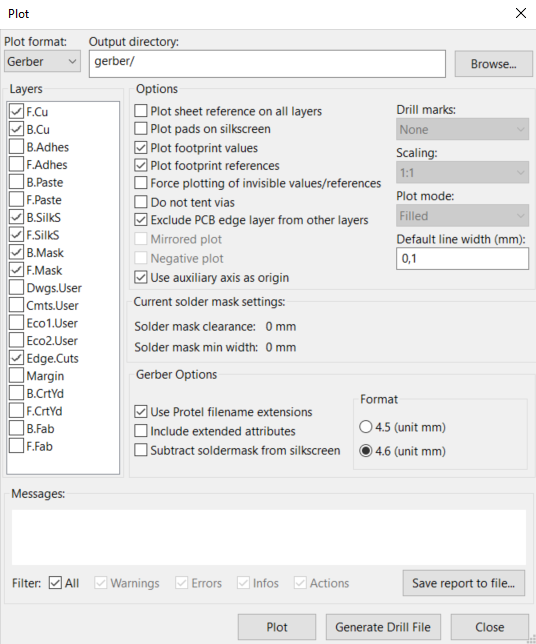 Plot
Plot format:
Output directory:
Gerber
gerber/
Browse...
Layers
F.Cu
B.Cu
B.Adhes
F.Adhes
B.Paste
F.Paste
B.SilkS
F.SilkS
B.Mask
F.Mask
Dwgs.User
Cmts.User
Eco1.User
Eco2.User
Edge.Cuts
Margin
B.CrtYd
F.CrtYd
B.Fab
F.Fab
Options
Plot sheet reference on all layers
Plot pads on silkscreen
Plot footprint values
Plot footprint references
Force plotting of invisible values/references
Do not tent vias
Exclude PCB edge layer from other layers
Mirrored plot
Negative plot
Use auxiliary axis as origin
Drill marks:
None
Scaling:
1:1
Plot mode:
Filled
Default line width (mm):
0,1
Current solder mask settings:
Solder mask clearance: 0 mm
Solder mask min width: 0 mm
Gerber Options
Use Protel filename extensions
Include extended attributes
Subtract soldermask from silkscreen
Format
4.5 (unit mm)
4.6 (unit mm)
Messages:
Filter: All Warnings Errors Infos Actions
Save report to file...
Plot
Generate Drill File
Close